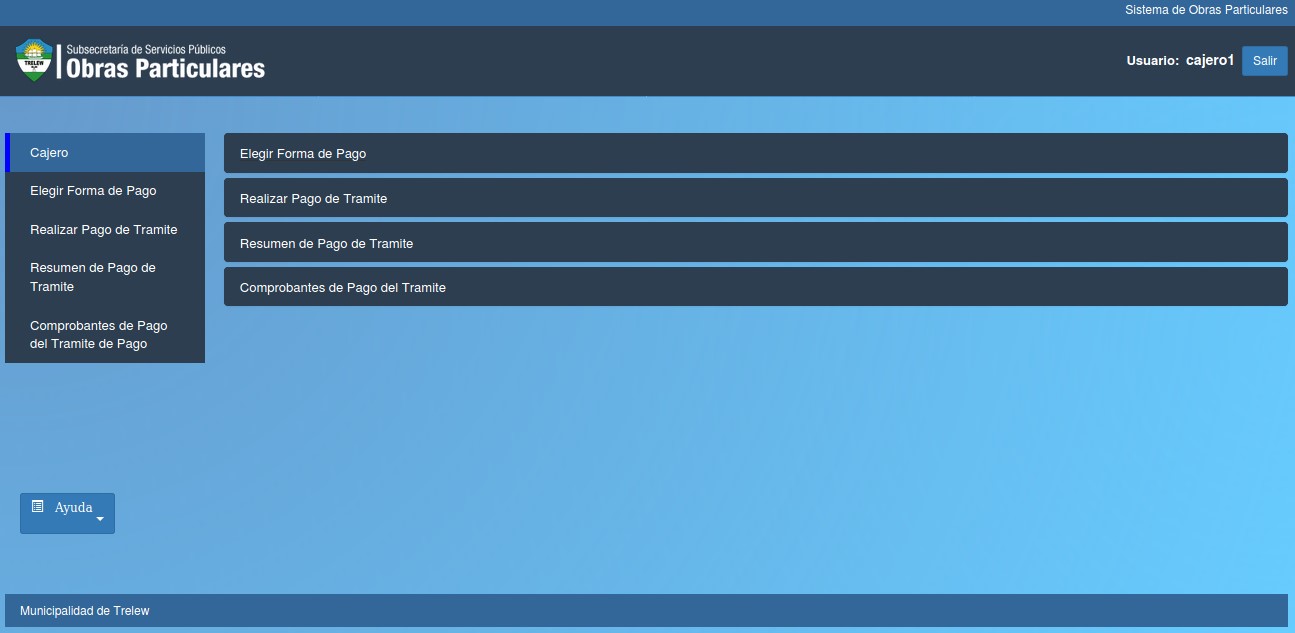 Sistema de Obras Particulares
TRELEW
Subsecretaría de Servicios Públicos
Obras Particulares
Usuario: cajero1 Salir
Cajero
Elegir Forma de Pago
Realizar Pago de Tramite
Resumen de Pago de
Tramite
Comprobantes de Pago
del Tramite de Pago
Elegir Forma de Pago
Realizar Pago de Tramite
Resumen de Pago de Tramite
Comprobantes de Pago del Tramite
Ayuda
Municipalidad de Trelew